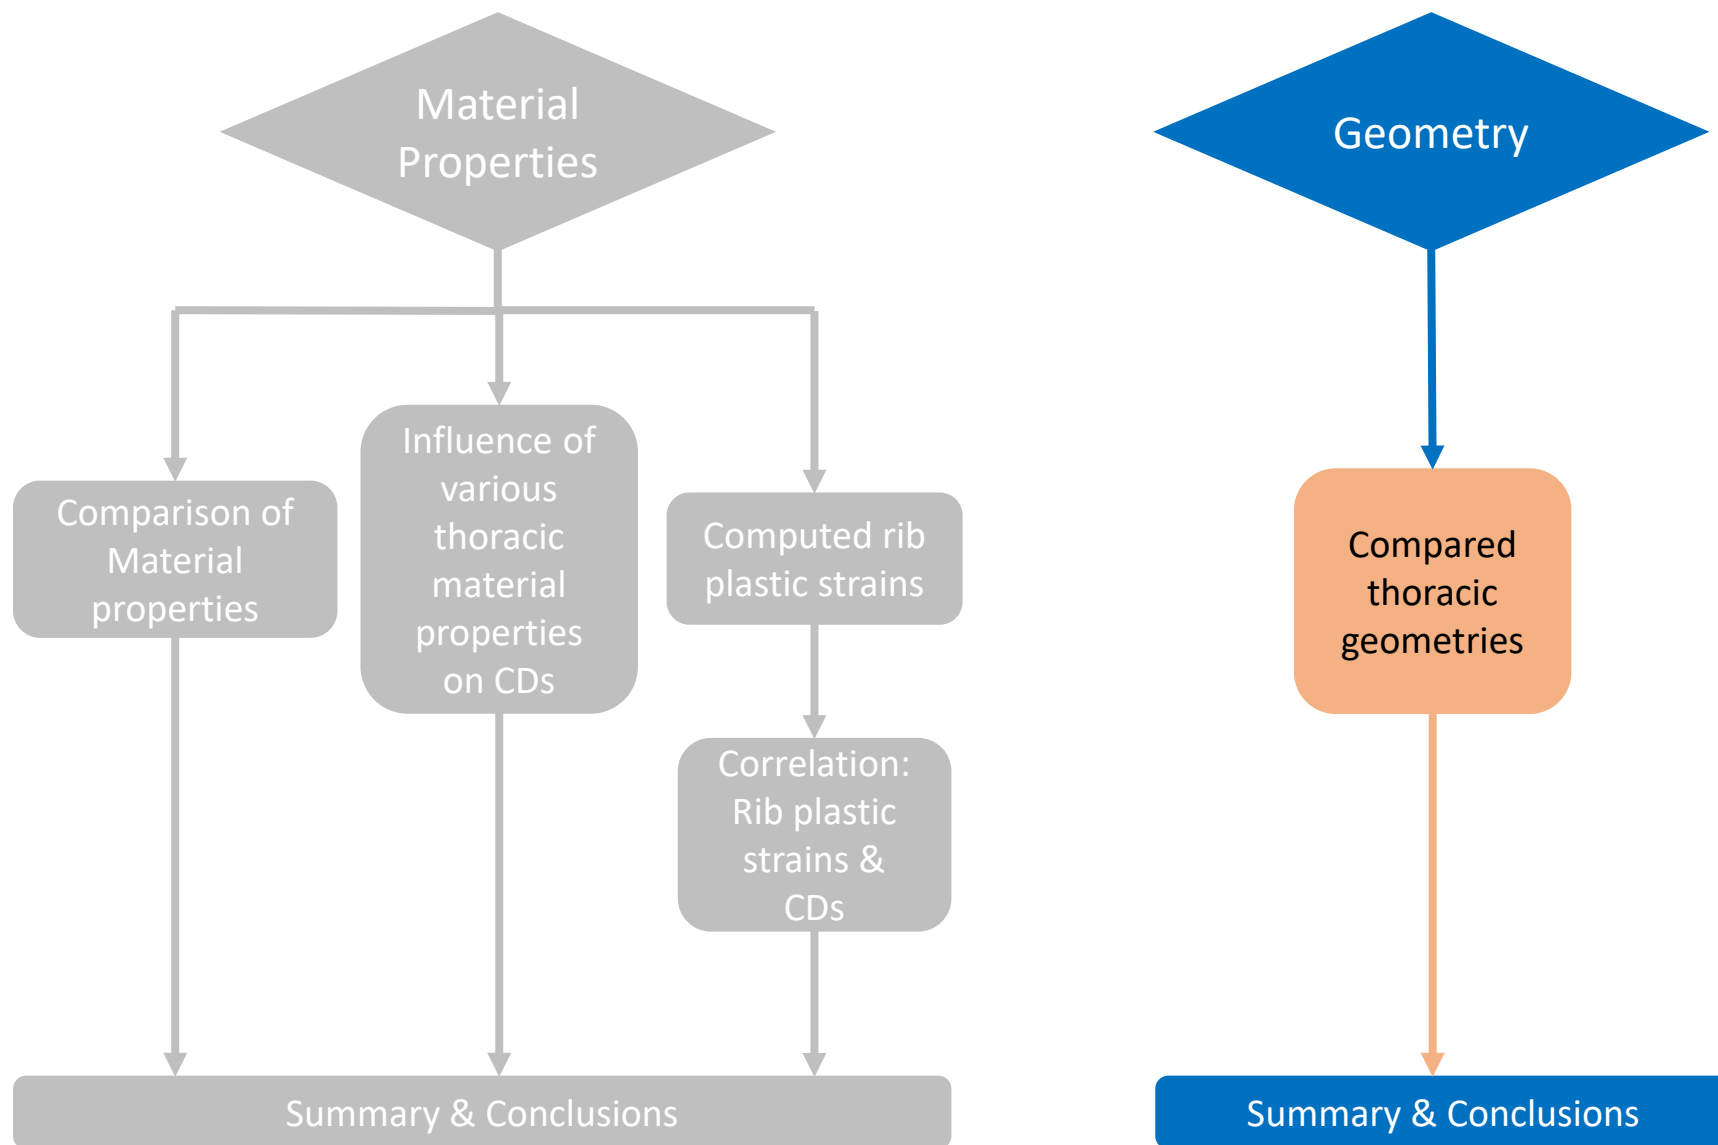 Material
Properties
Geometry
Comparison of
Material
properties
Influence of
various
thoracic
material
properties
on CDs
Computed rib
plastic strains
Correlation:
Rib plastic
strains &
CDs
Compared
thoracic
geometries
Summary & Conclusions
Summary & Conclusions